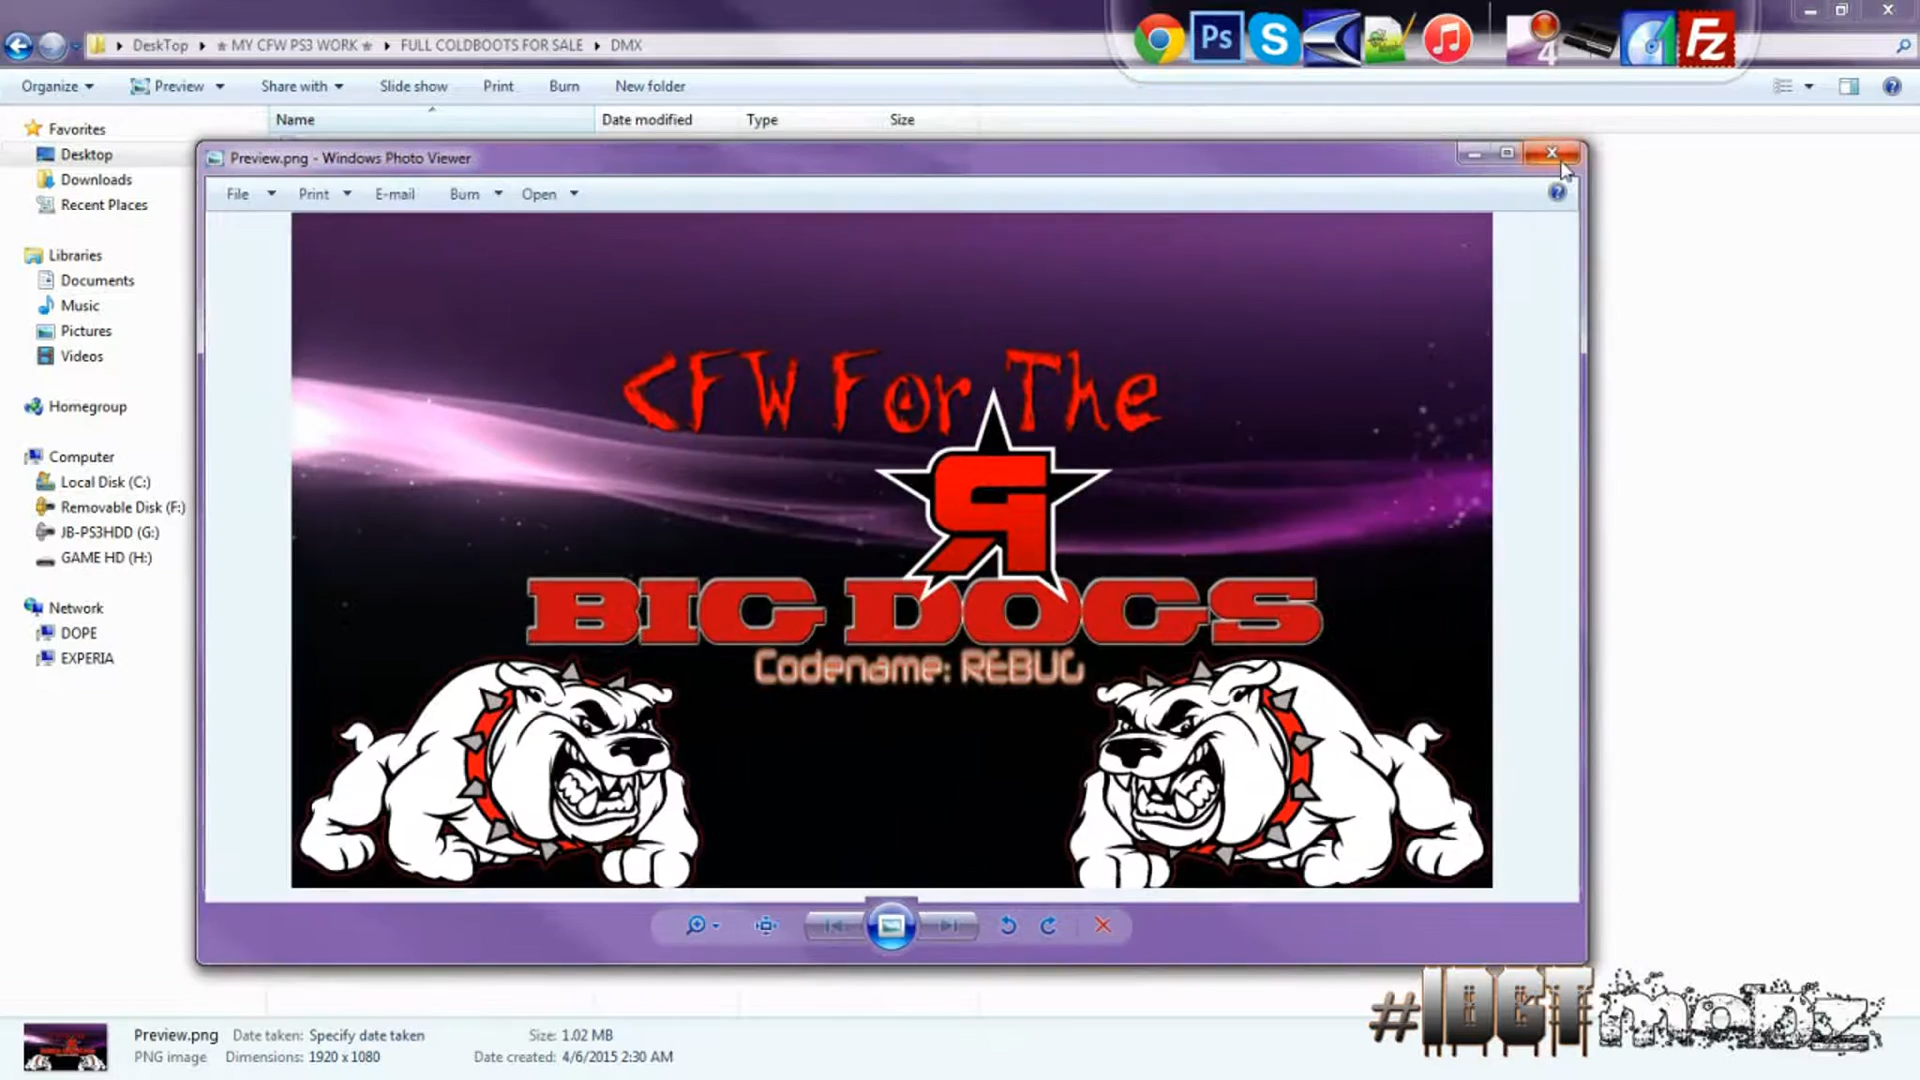 DeskTop ★ MY CFW PS3 WORK ★ FULL COLDBOOTS FOR SALE DMX
Ps S 4 Fz
Organize Preview Share with Slide show Print Burn New folder
Name Date modified Type Size
Favorites
Desktop
Downloads
Recent Places
Libraries
Documents
Music
Pictures
Videos
Homegroup
Computer
Local Disk (C:)
Removable Disk (F:)
JB-PS3HDD (G:)
GAME HD (H:)
Network
DOPE
EXPERIA
Preview.png - Windows Photo Viewer
File Print E-mail Burn Open
CFW For The
R
BIG DOGS
Codename: REBUG
Preview.png Date taken: Specify date taken Size: 1.02 MB
PNG image Dimensions: 1920 x 1080 Date created: 4/6/2015 2:30 AM
#IDGTmobz